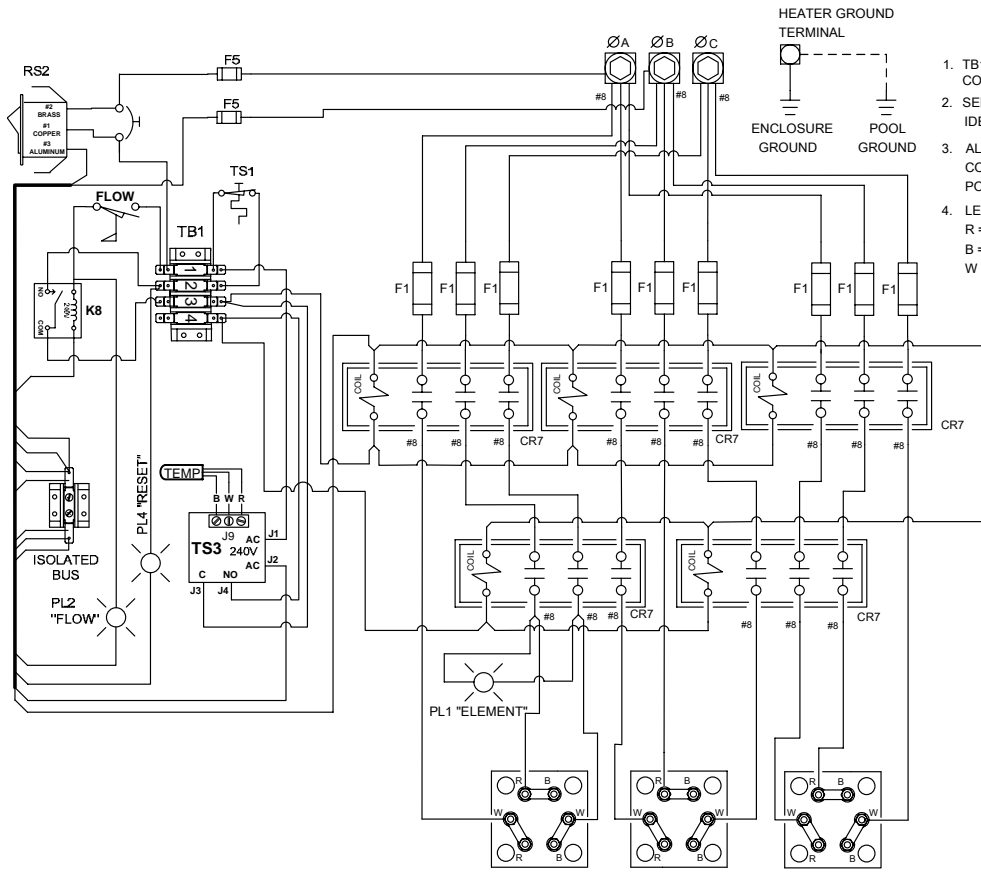 HEATER GROUND
TERMINAL
ØA ØB ØC
#8 #8 #8
ENCLOSURE
GROUND
POOL
GROUND
1. TB1
CO
2. SE
IDE
3. AL
CO
PO
4. LE
R =
B =
W
RS2
#2
BRASS
#1
COPPER
#3
ALUMINUM
F5
F5
TS1
FLOW
TB1
1
2
3
4
NO
COM
240V
K8
F1 F1 F1 F1 F1 F1 F1 F1 F1
COIL COIL COIL
CR7 CR7 CR7
#8 #8 #8 #8 #8 #8
TEMP
B W R
J9
TS3
240V
AC J1
AC J2
C NO
J3 J4
ISOLATED
BUS
PL4 "RESET"
PL2
"FLOW"
COIL COIL
CR7 CR7
#8 #8 #8 #8 #8 #8
PL1 "ELEMENT"
R B R B R B
W W W W W W
R B R B R B